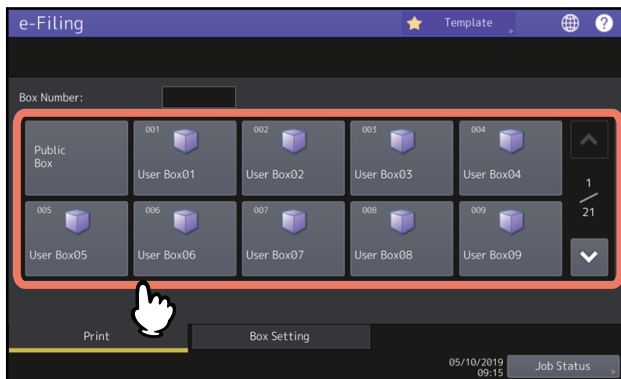 e-Filing
Template
?
Box Number:
Public
Box
001
User Box01
002
User Box02
003
User Box03
004
User Box04
1
21
005
User Box05
006
User Box06
007
User Box07
008
User Box08
009
User Box09
Print
Box Setting
05/10/2019
09:15
Job Status